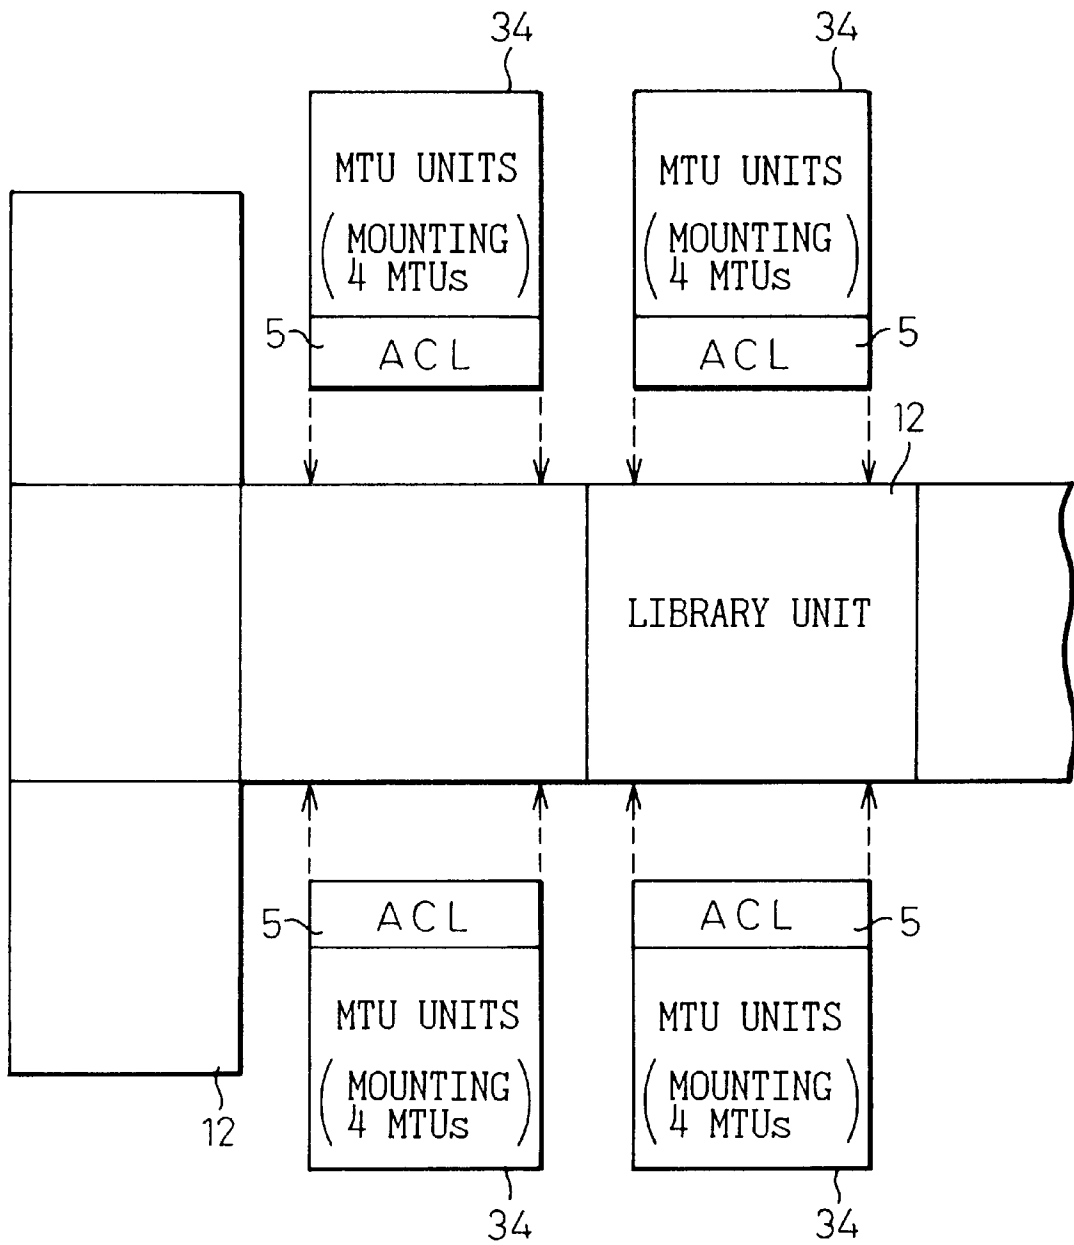 34 34
MTU UNITS MTU UNITS
( MOUNTING ) ( MOUNTING )
4 MTUs 4 MTUs
5 ACL ACL 5
12
LIBRARY UNIT
5 ACL ACL 5
MTU UNITS MTU UNITS
( MOUNTING ) ( MOUNTING )
4 MTUs 4 MTUs
12
34 34